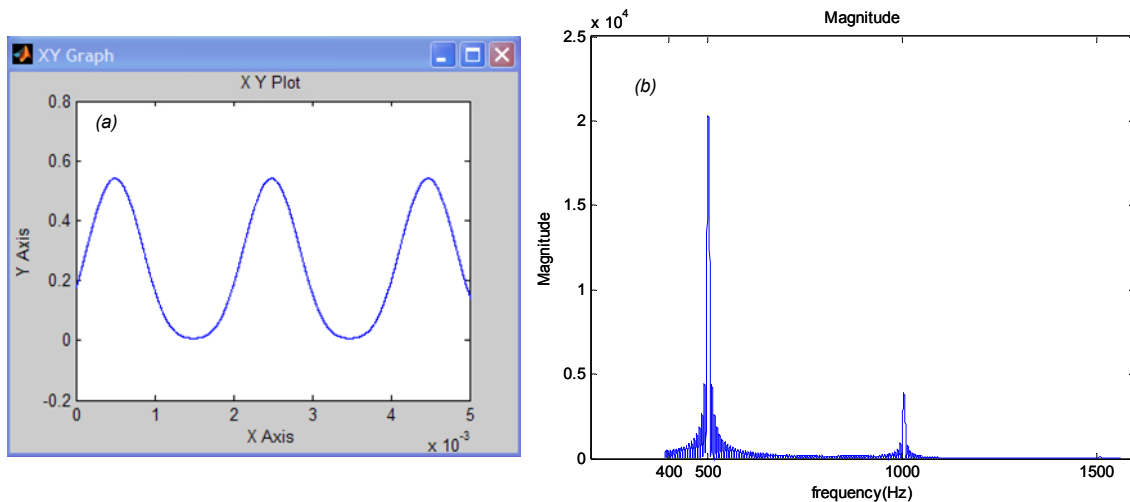 XY Graph
X Y Plot
(a)
0.8
0.6
0.4
0.2
0
-0.2
Y Axis
0 1 2 3 4 5
X Axis
x 10^-3
x 10^4
Magnitude
(b)
2.5
2
1.5
1
0.5
0
Magnitude
400 500 1000 1500
frequency(Hz)